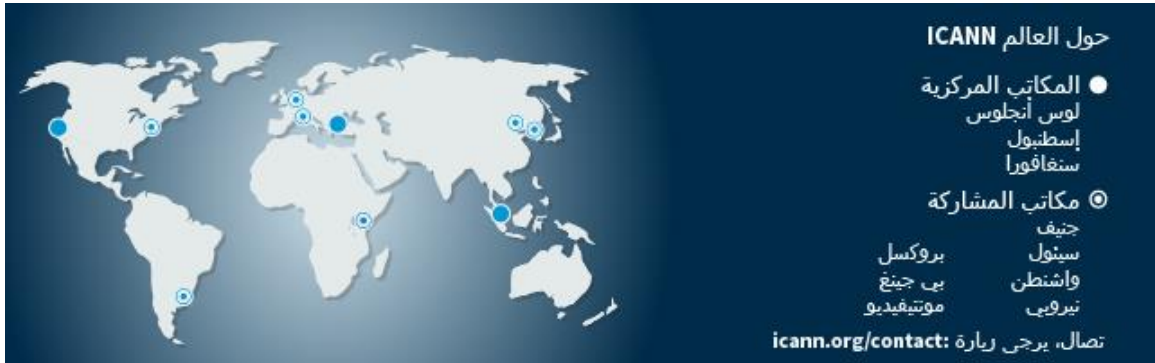 حول العالم ICANN
المكاتب المركزية
لوس أنجلوس
إسطنبول
سنغافورا
مكاتب المشاركة
جنيف
سيئول بروكسل
واشنطن بي جينغ
نيروبي مونتيفيديو
تصال، يرجى زيارة :icann.org/contact